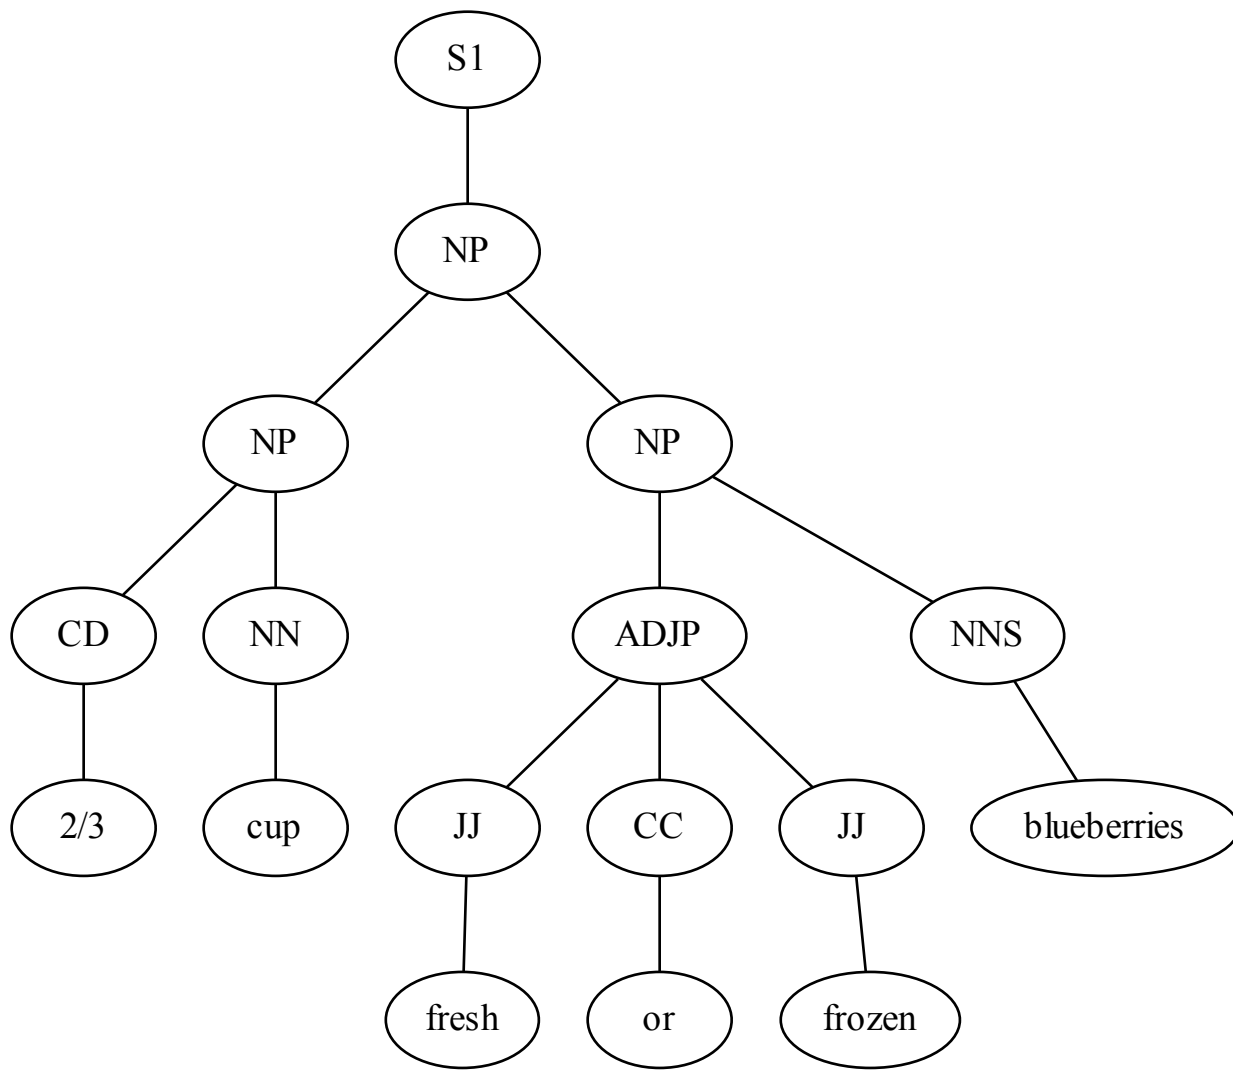 S1
NP
NP NP
CD NN ADJP NNS
2/3 cup JJ CC JJ blueberries
fresh or frozen